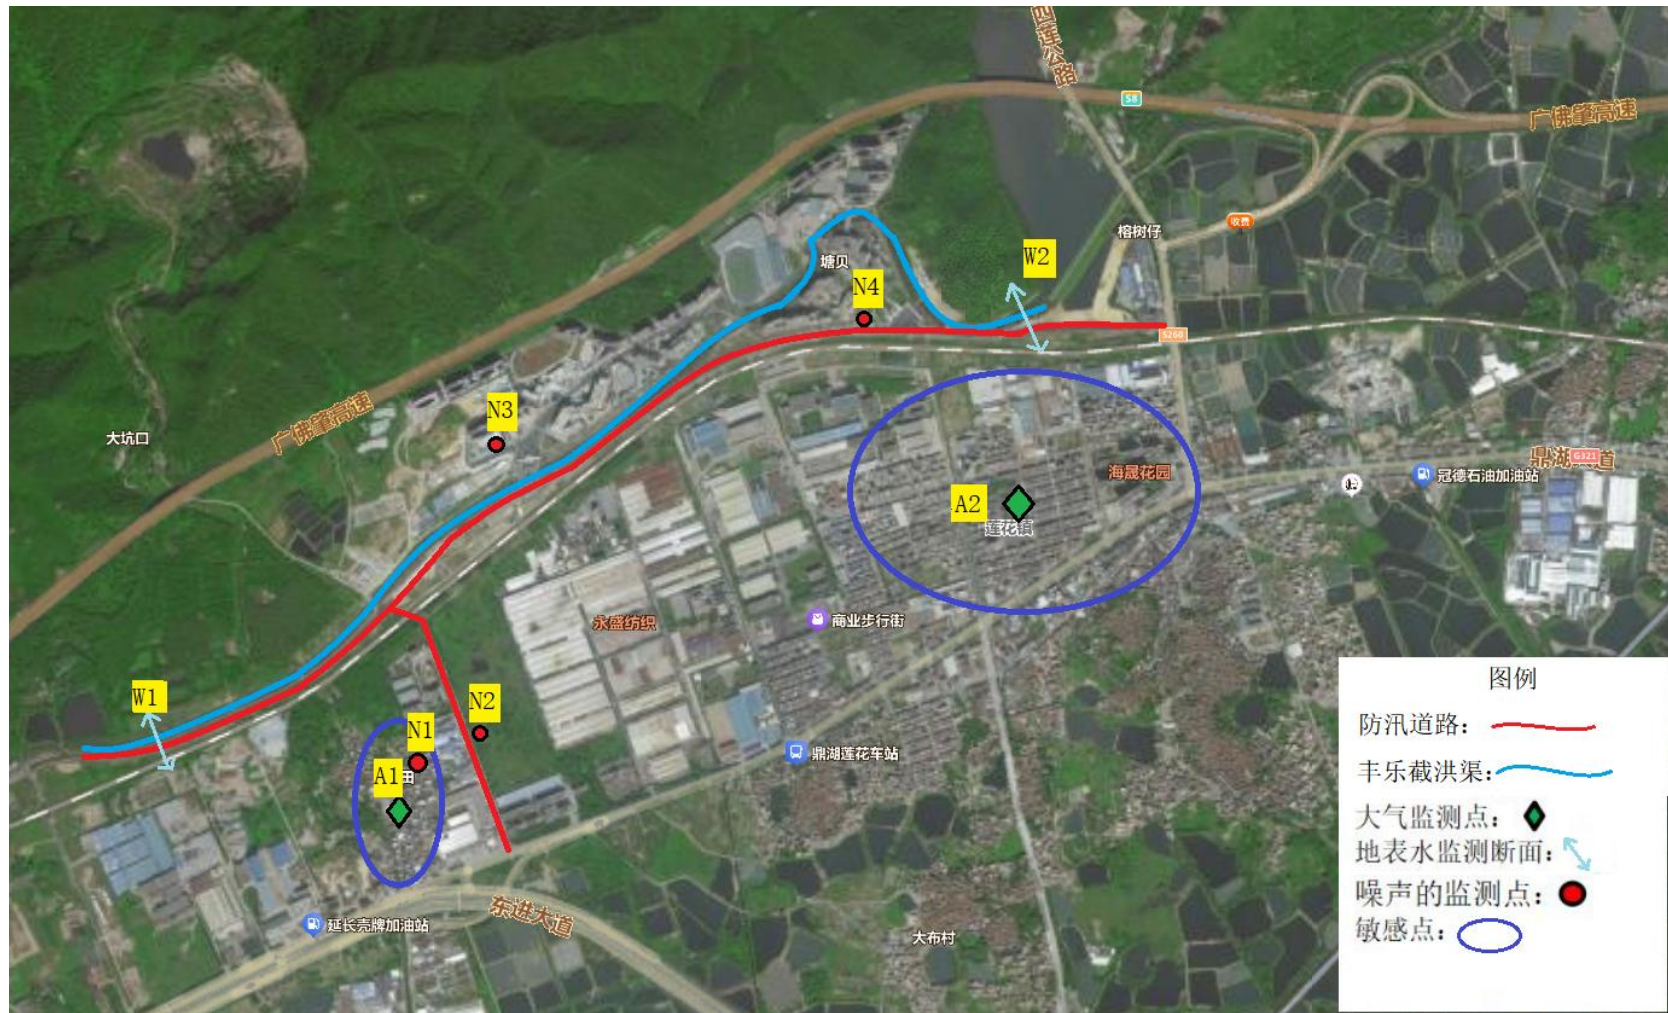 四莲公路
S8
广佛肇高速
收费
榕树仔
W2
塘贝
N4
S260
广佛肇高速
N3
大坑口
海晟花园
鼎湖大道
G321
冠德石油加油站
A2
莲花镇
永盛纺织
商业步行街
W1
N2
N1
鼎湖莲花车站
A1
田
东进大道
延长壳牌加油站
大布村
图例
防汛道路：
丰乐截洪渠：
大气监测点：
地表水监测断面：
噪声的监测点：
敏感点：